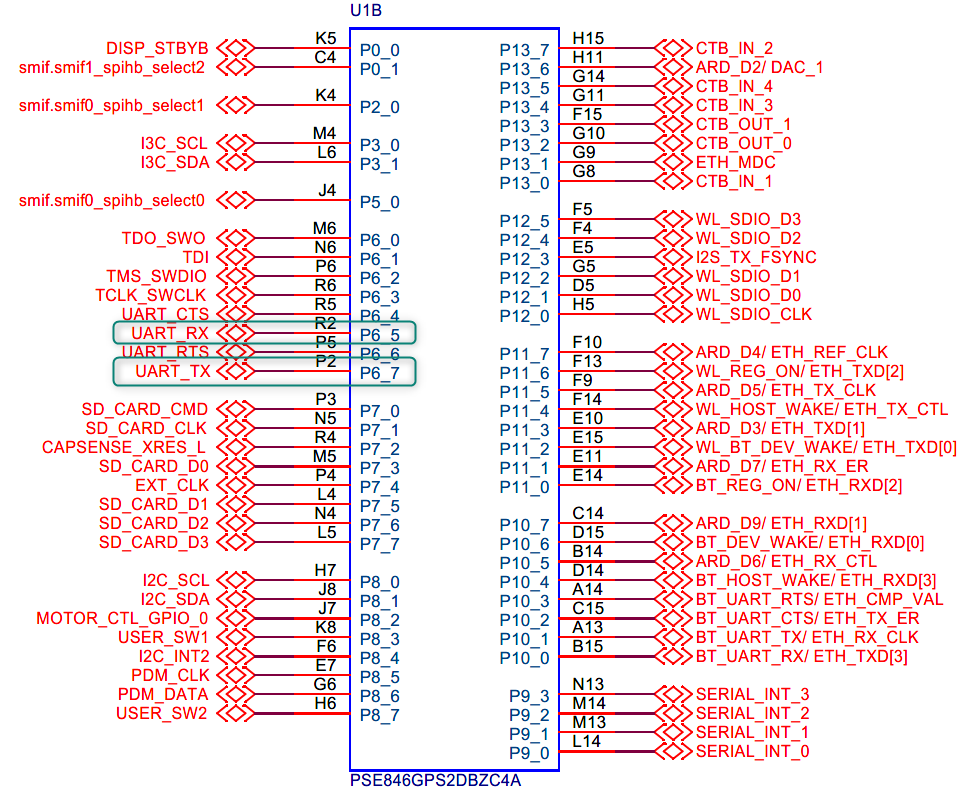 U1B
DISP_STBYB K5 P0_0
smif.smif1_spihb_select2 C4 P0_1
smif.smif0_spihb_select1 K4 P2_0
I3C_SCL M4 P3_0
I3C_SDA L6 P3_1
smif.smif0_spihb_select0 J4 P5_0
TDO_SWO M6 P6_0
TDI N6 P6_1
TMS_SWDIO P6 P6_2
TCLK_SWCLK R6 P6_3
UART_CTS R5 P6_4
UART_RX R2 P6_5
UART_RTS P5 P6_6
UART_TX P2 P6_7
SD_CARD_CMD P3 P7_0
SD_CARD_CLK N5 P7_1
CAPSENSE_XRES_L R4 P7_2
SD_CARD_D0 M5 P7_3
EXT_CLK P4 P7_4
SD_CARD_D1 L4 P7_5
SD_CARD_D2 N4 P7_6
SD_CARD_D3 L5 P7_7
I2C_SCL H7 P8_0
I2C_SDA J8 P8_1
MOTOR_CTL_GPIO_0 J7 P8_2
USER_SW1 K8 P8_3
I2C_INT2 F6 P8_4
PDM_CLK E7 P8_5
PDM_DATA G6 P8_6
USER_SW2 H6 P8_7
P13_7 H15 CTB_IN_2
P13_6 H11 ARD_D2/ DAC_1
P13_5 G14 CTB_IN_4
P13_4 G11 CTB_IN_3
P13_3 F15 CTB_OUT_1
P13_2 G10 CTB_OUT_0
P13_1 G9 ETH_MDC
P13_0 G8 CTB_IN_1
P12_5 F5 WL_SDIO_D3
P12_4 F4 WL_SDIO_D2
P12_3 E5 I2S_TX_FSYNC
P12_2 G5 WL_SDIO_D1
P12_1 D5 WL_SDIO_D0
P12_0 H5 WL_SDIO_CLK
P11_7 F10 ARD_D4/ ETH_REF_CLK
P11_6 F13 WL_REG_ON/ ETH_TXD[2]
P11_5 F9 ARD_D5/ ETH_TX_CLK
P11_4 F14 WL_HOST_WAKE/ ETH_TX_CTL
P11_3 E10 ARD_D3/ ETH_TXD[1]
P11_2 E15 WL_BT_DEV_WAKE/ ETH_TXD[0]
P11_1 E11 ARD_D7/ ETH_RX_ER
P11_0 E14 BT_REG_ON/ ETH_RXD[2]
P10_7 C14 ARD_D9/ ETH_RXD[1]
P10_6 D15 BT_DEV_WAKE/ ETH_RXD[0]
P10_5 B14 ARD_D6/ ETH_RX_CTL
P10_4 D14 BT_HOST_WAKE/ ETH_RXD[3]
P10_3 A14 BT_UART_RTS/ ETH_CMP_VAL
P10_2 C15 BT_UART_CTS/ ETH_TX_ER
P10_1 A13 BT_UART_TX/ ETH_RX_CLK
P10_0 B15 BT_UART_RX/ ETH_TXD[3]
P9_3 N13 SERIAL_INT_3
P9_2 M14 SERIAL_INT_2
P9_1 M13 SERIAL_INT_1
P9_0 L14 SERIAL_INT_0
PSE846GPS2DBZC4A